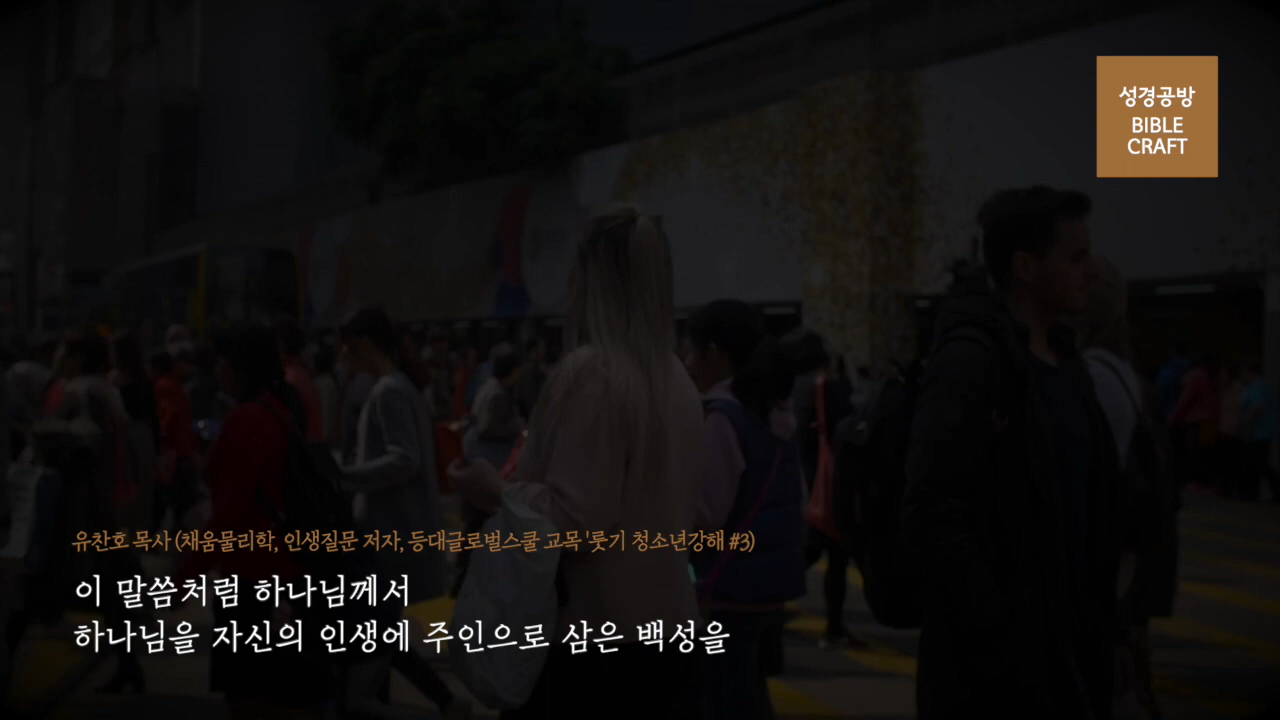 성경공방
BIBLE
CRAFT
유찬호 목사 (채움물리학, 인생질문 저자, 등대글로벌스쿨 교목 '룻기 청소년강해 #3)
이 말씀처럼 하나님께서
하나님을 자신의 인생에 주인으로 삼은 백성을